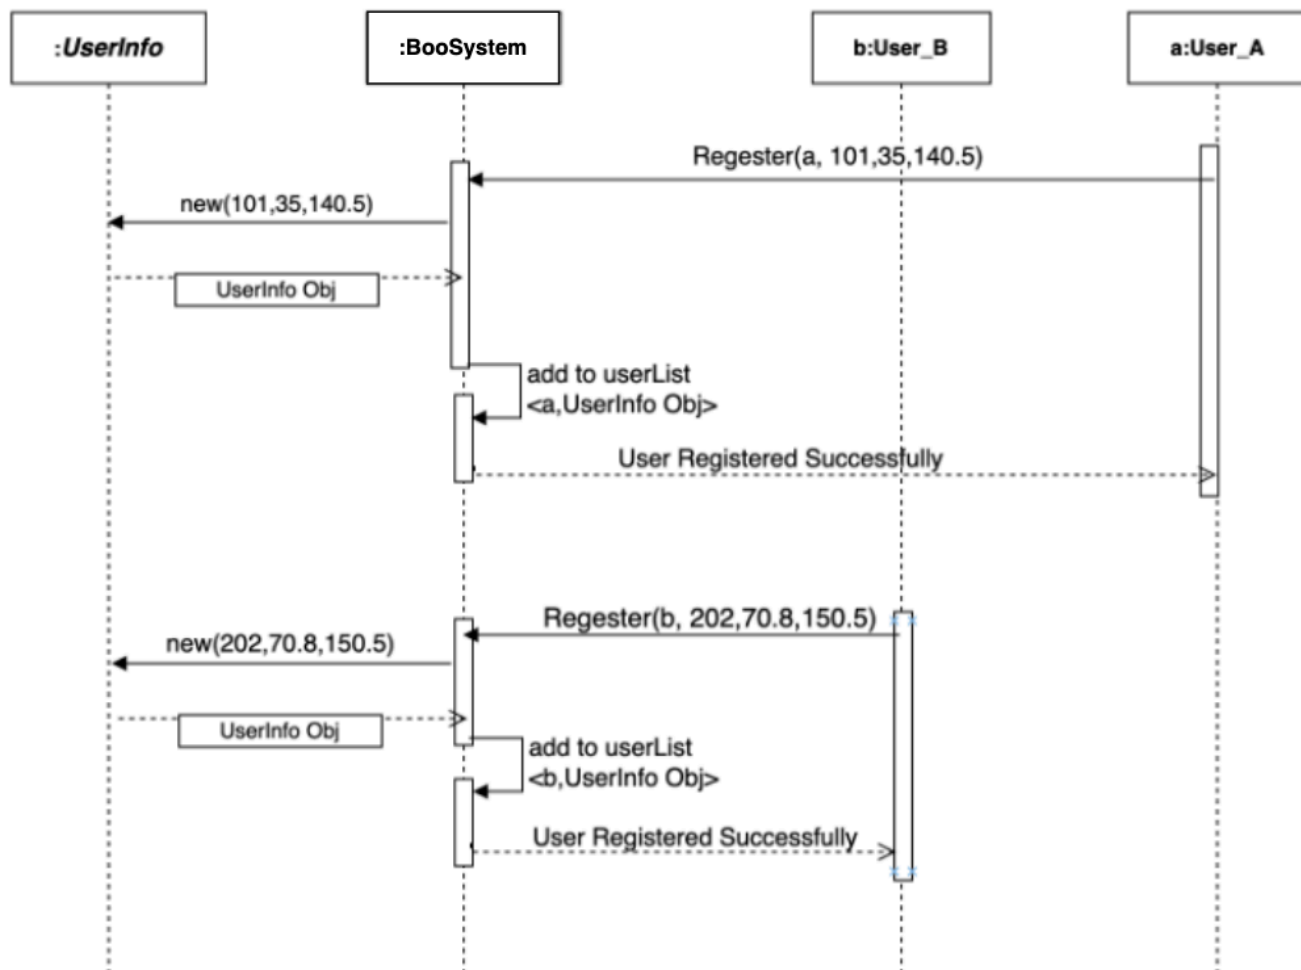 :UserInfo
:BooSystem
b:User_B
a:User_A
Regester(a, 101,35,140.5)
new(101,35,140.5)
UserInfo Obj
add to userList
<a,UserInfo Obj>
User Registered Successfully
Regester(b, 202,70.8,150.5)
new(202,70.8,150.5)
UserInfo Obj
add to userList
<b,UserInfo Obj>
User Registered Successfully